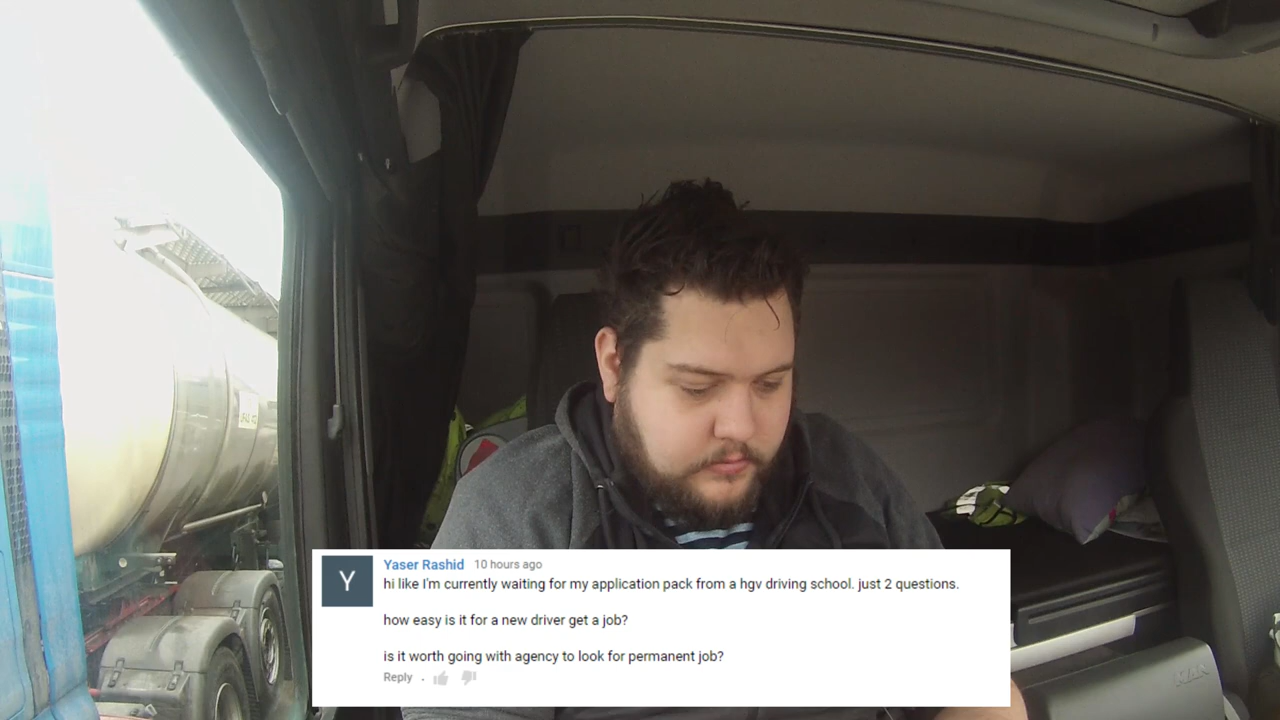 Y
Yaser Rashid 10 hours ago
hi like I'm currently waiting for my application pack from a hgv driving school. just 2 questions.
how easy is it for a new driver get a job?
is it worth going with agency to look for permanent job?
Reply .
MAN